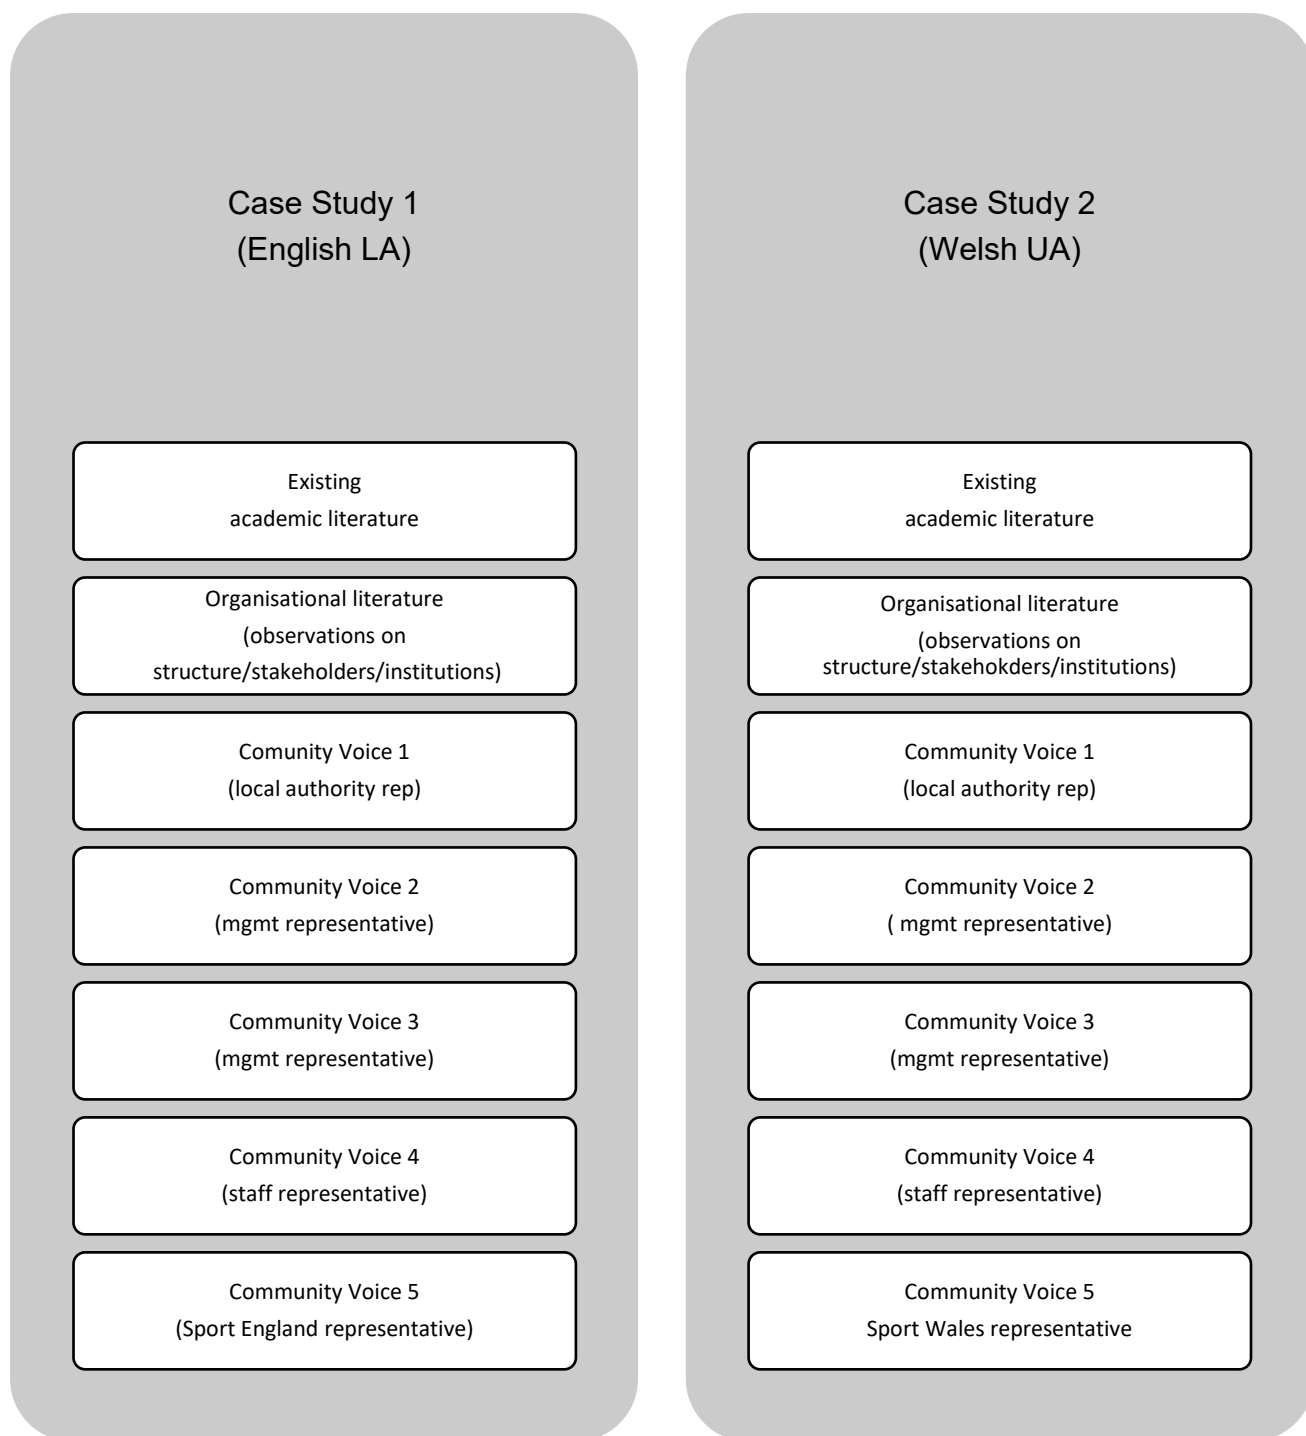 Case Study 1
(English LA)
Existing
academic literature
Organisational literature
(observations on
structure/stakeholders/institutions)
Comunity Voice 1
(local authority rep)
Community Voice 2
(mgmt representative)
Community Voice 3
(mgmt representative)
Community Voice 4
(staff representative)
Community Voice 5
(Sport England representative)
Case Study 2
(Welsh UA)
Existing
academic literature
Organisational literature
(observations on
structure/stakehokders/institutions)
Community Voice 1
(local authority rep)
Community Voice 2
( mgmt representative)
Community Voice 3
(mgmt representative)
Community Voice 4
(staff representative)
Community Voice 5
Sport Wales representative